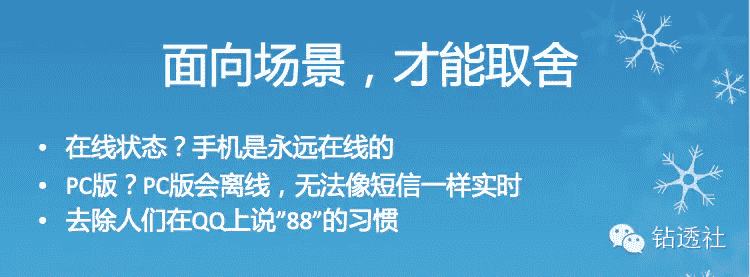 面向场景，才能取舍
• 在线状态？手机是永远在线的
• PC版？PC版会离线，无法像短信一样实时
• 去除人们在QQ上说”88”的习惯
钻透社